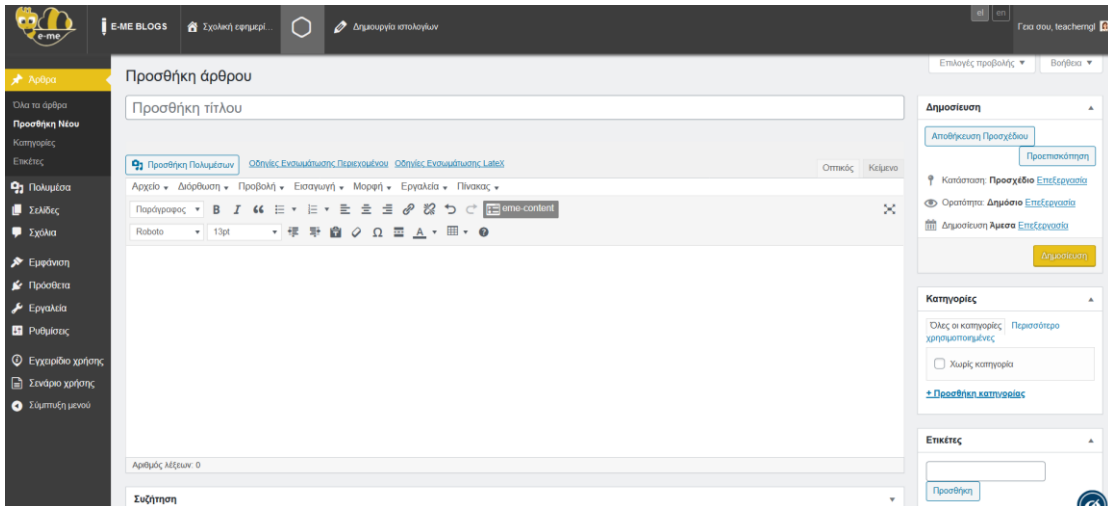 e-me
E-ME BLOGS
Σχολική εφημερί...
Δημιουργία ιστολογίων
el en
Γεια σου, teacherngl
Επιλογές προβολής
Βοήθεια
Άρθρα
Όλα τα άρθρα
Προσθήκη Νέου
Κατηγορίες
Ετικέτες
Πολυμέσα
Σελίδες
Σχόλια
Εμφάνιση
Πρόσθετα
Εργαλεία
Ρυθμίσεις
Εγχειρίδιο χρήσης
Σενάριο χρήσης
Σύμπτυξη μενού
Προσθήκη άρθρου
Προσθήκη τίτλου
Προσθήκη Πολυμέσων Οδηγίες Ενσωμάτωσης Περιεχομένου Οδηγίες Ενσωμάτωσης LateX
Οπτικός Κείμενο
Αρχείο Διόρθωση Προβολή Εισαγωγή Μορφή Εργαλεία Πίνακας
Παράγραφος B I eme-content
Roboto 13pt Ω A
Αριθμός λέξεων: 0
Συζήτηση
Δημοσίευση
Αποθήκευση Προσχέδιου
Προεπισκόπηση
Κατάσταση: Προσχέδιο Επεξεργασία
Ορατότητα: Δημόσιο Επεξεργασία
Δημοσίευση Άμεσα Επεξεργασία
Δημοσίευση
Κατηγορίες
Όλες οι κατηγορίες Περισσότερο
χρησιμοποιημένες
Χωρίς κατηγορία
+ Προσθήκη κατηγορίας
Ετικέτες
Προσθήκη